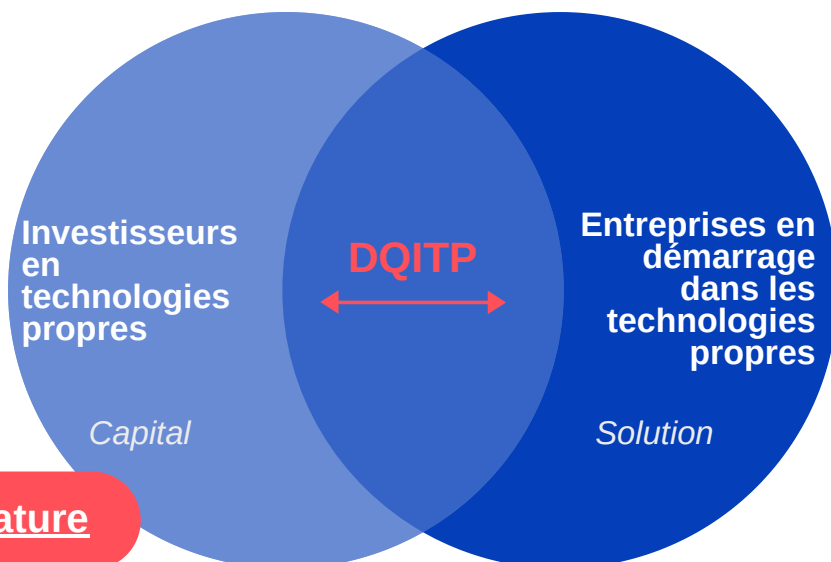 Investisseurs
en
technologies
propres
Capital
DQITP
Entreprises en
démarrage
dans les
technologies
propres
Solution
ature